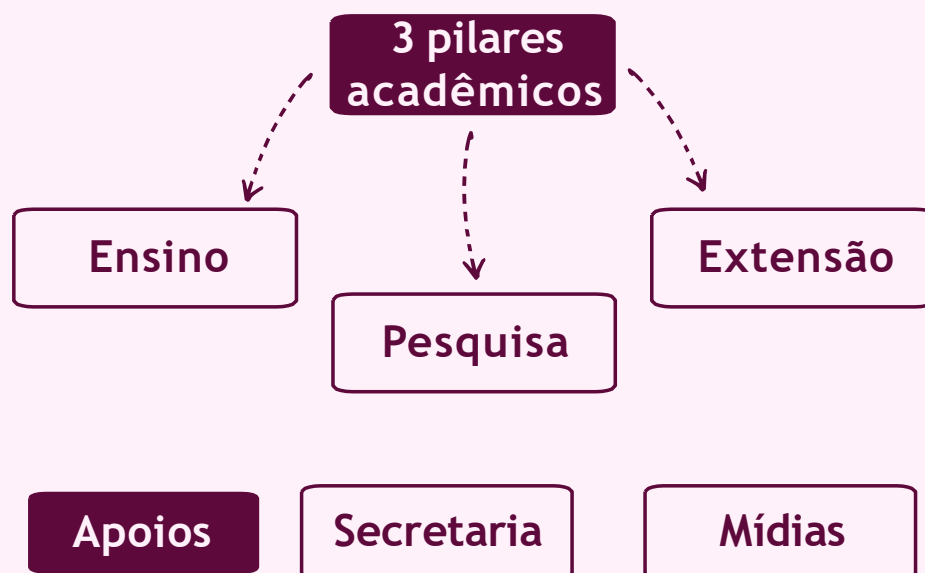 3 pilares
acadêmicos
Ensino
Extensão
Pesquisa
Apoios
Secretaria
Mídias